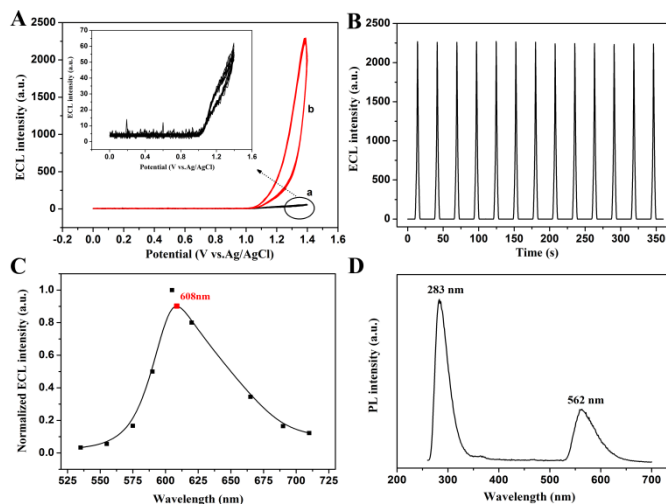 A
ECL intensity (a.u.)
2500
2000
1500
1000
500
0
-0.2 0.0 0.2 0.4 0.6 0.8 1.0 1.2 1.4 1.6
Potential (V vs.Ag/AgCl)
b
a
ECL intensity (a.u.)
70
60
50
40
30
20
10
0
0.0 0.4 0.8 1.2 1.6
Potential (V vs.Ag/AgCl)
B
ECL intensity (a.u.)
2500
2000
1500
1000
500
0
0 50 100 150 200 250 300 350
Time (s)
C
Normalized ECL intensity (a.u.)
1.0
0.8
0.6
0.4
0.2
0.0
608nm
525 550 575 600 625 650 675 700 725
Wavelength (nm)
D
PL intensity (a.u.)
283 nm
562 nm
200 300 400 500 600 700
Wavelength (nm)